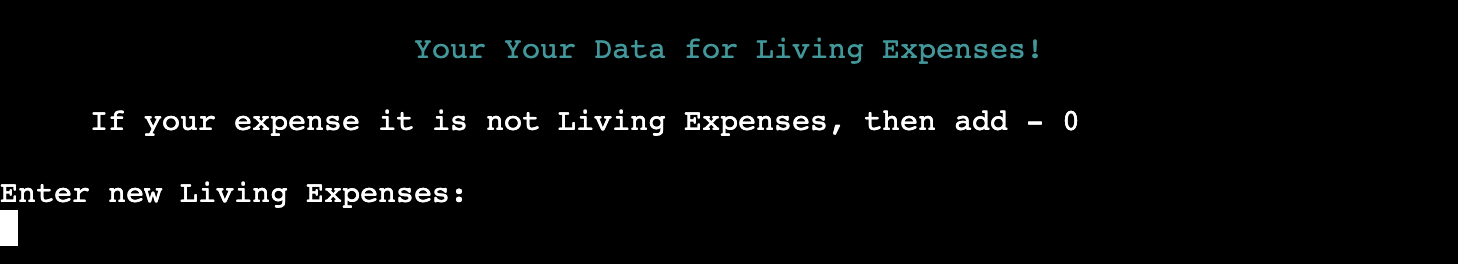 Your Your Data for Living Expenses!
If your expense it is not Living Expenses, then add - 0
Enter new Living Expenses: